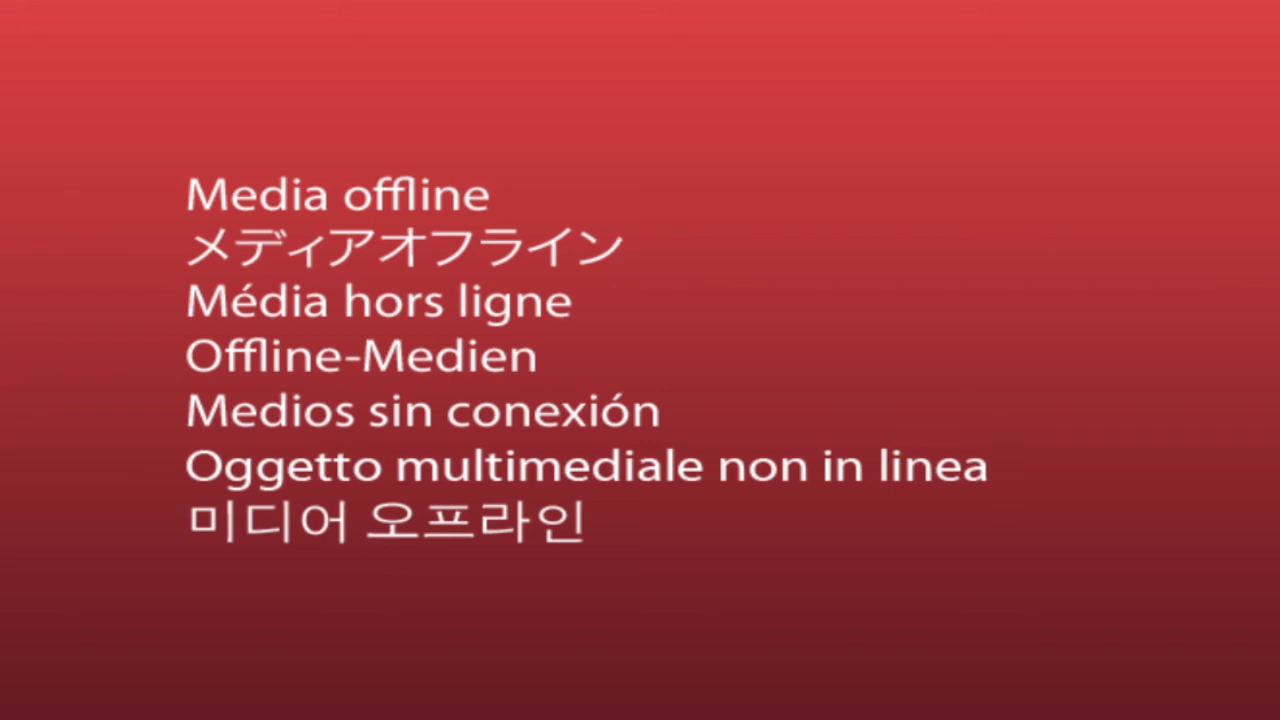 Media offline
メディアオフライン
Média hors ligne
Offline-Medien
Medios sin conexión
Oggetto multimediale non in linea
미디어 오프라인